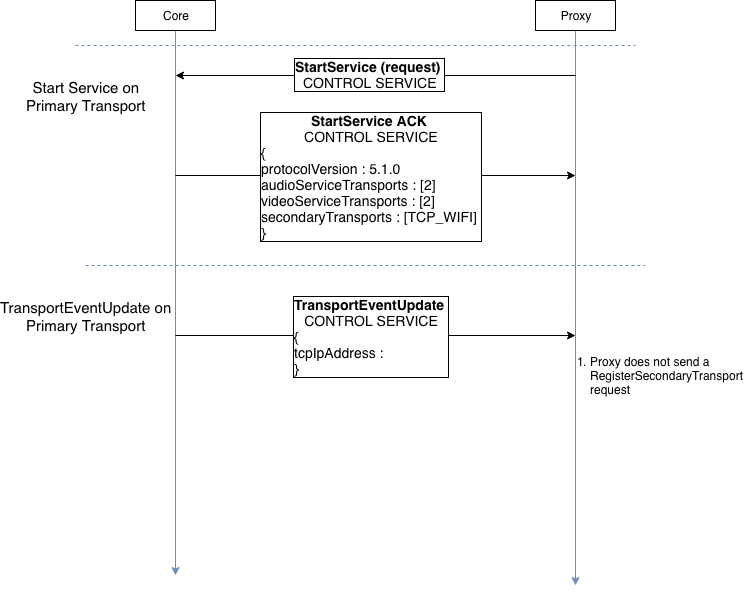 Core
Proxy
StartService (request)
CONTROL SERVICE
Start Service on
Primary Transport
StartService ACK
CONTROL SERVICE
{
protocolVersion : 5.1.0
audioServiceTransports : [2]
videoServiceTransports : [2]
secondaryTransports : [TCP_WIFI]
}
TransportEventUpdate on
Primary Transport
TransportEventUpdate
CONTROL SERVICE
{
tcpIpAddress :
}
1. Proxy does not send a
RegisterSecondaryTransport
request